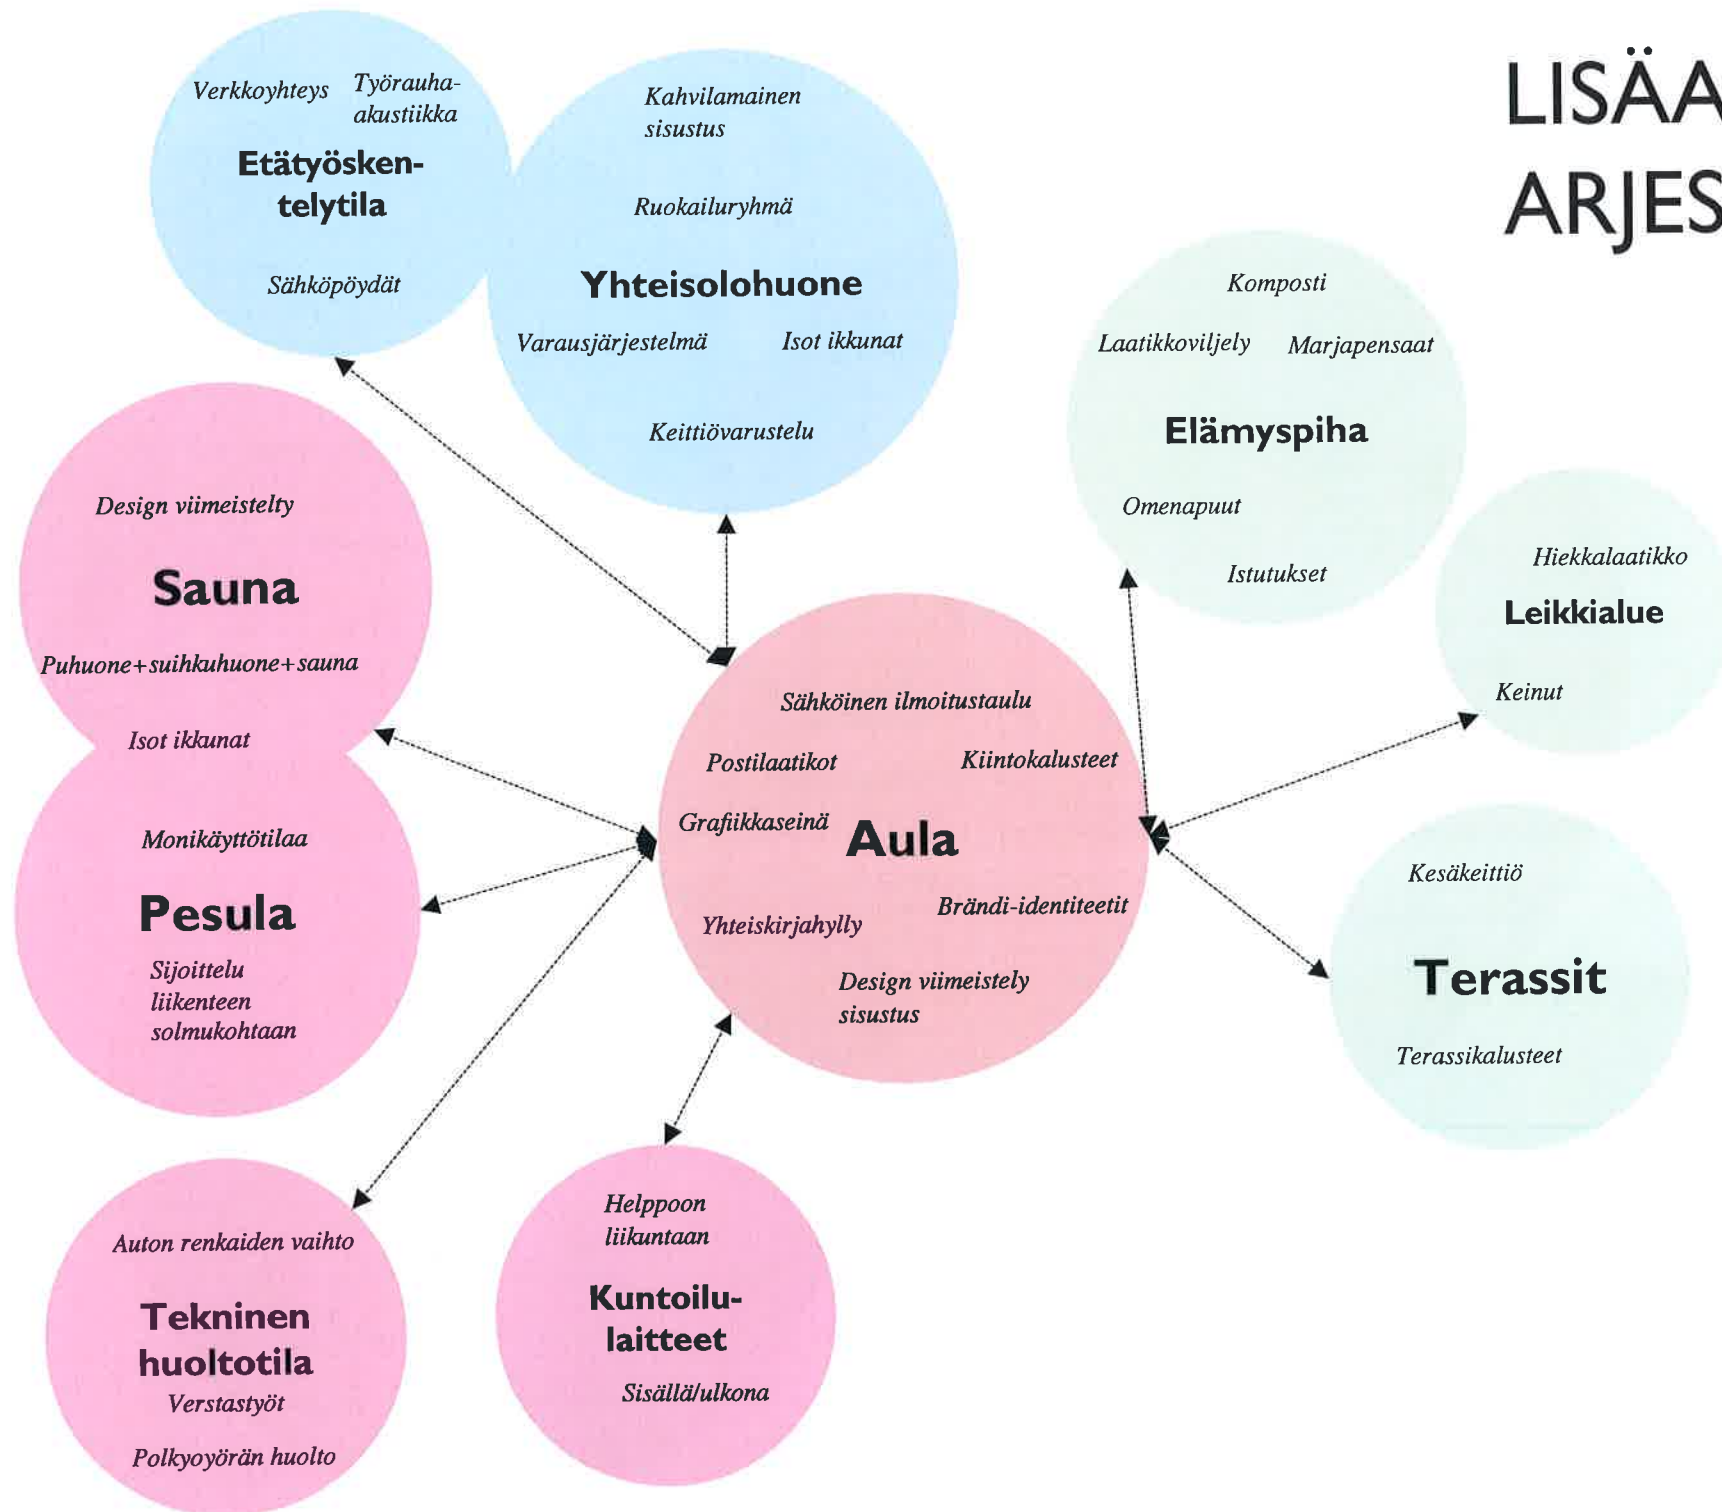 LISÄA
ARJES
Verkkoyhteys
Työrauha-
akustiikka
Etätyösken-
telytila
Sähköpöydät
Kahvilamainen
sisustus
Ruokailuryhmä
Yhteisolohuone
Varausjärjestelmä
Isot ikkunat
Keittiövarustelu
Komposti
Laatikkoviljely
Marjapensaat
Elämyspiha
Omenapuut
Istutukset
Hiekkalaatikko
Leikkialue
Keinut
Design viimeistelty
Sauna
Puhuone+suihkuhuone+sauna
Isot ikkunat
Monikäyttötilaa
Pesula
Sijoittelu
liikenteen
solmukohtaan
Sähköinen ilmoitustaulu
Postilaatikot
Kiintokalusteet
Grafiikkaseinä
Aula
Brändi-identiteetit
Yhteiskirjahylly
Design viimeistely
sisustus
Kesäkeittiö
Terassit
Terassikalusteet
Auton renkaiden vaihto
Tekninen
huoltotila
Verstastyöt
Polkyoyörän huolto
Helppoon
liikuntaan
Kuntoilu-
laitteet
Sisällä/ulkona